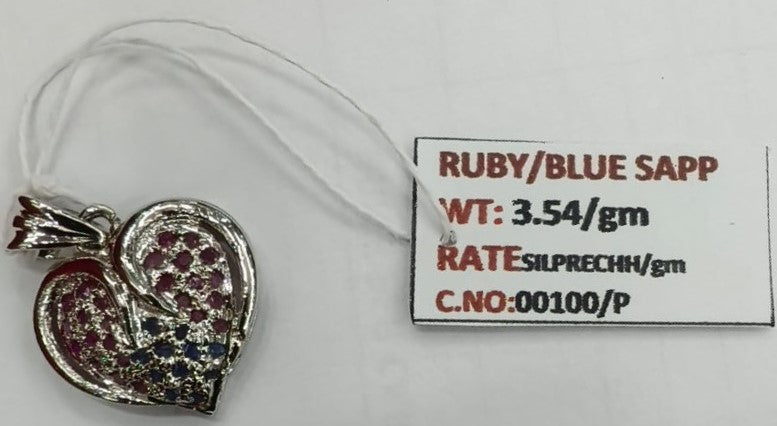 RUBY/BLUE SAPP
WT: 3.54/gm
RATESILPRECHH/gm
C.NO:00100/P